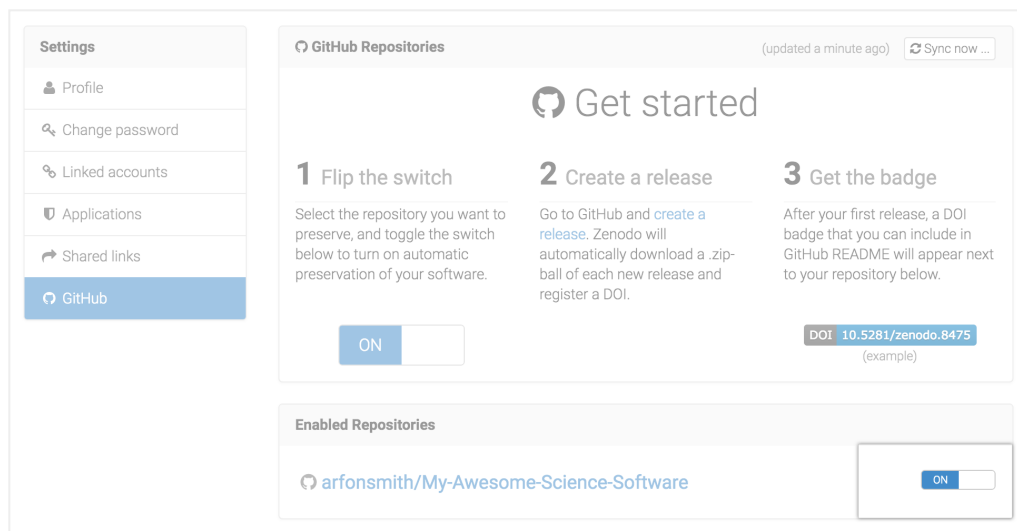 Settings
Profile
Change password
Linked accounts
Applications
Shared links
GitHub
GitHub Repositories
(updated a minute ago)
Sync now ...
Get started
1 Flip the switch
Select the repository you want to
preserve, and toggle the switch
below to turn on automatic
preservation of your software.
ON
2 Create a release
Go to GitHub and create a
release. Zenodo will
automatically download a .zip-
ball of each new release and
register a DOI.
3 Get the badge
After your first release, a DOI
badge that you can include in
GitHub README will appear next
to your repository below.
DOI 10.5281/zenodo.8475
(example)
Enabled Repositories
arfonsmith/My-Awesome-Science-Software
ON